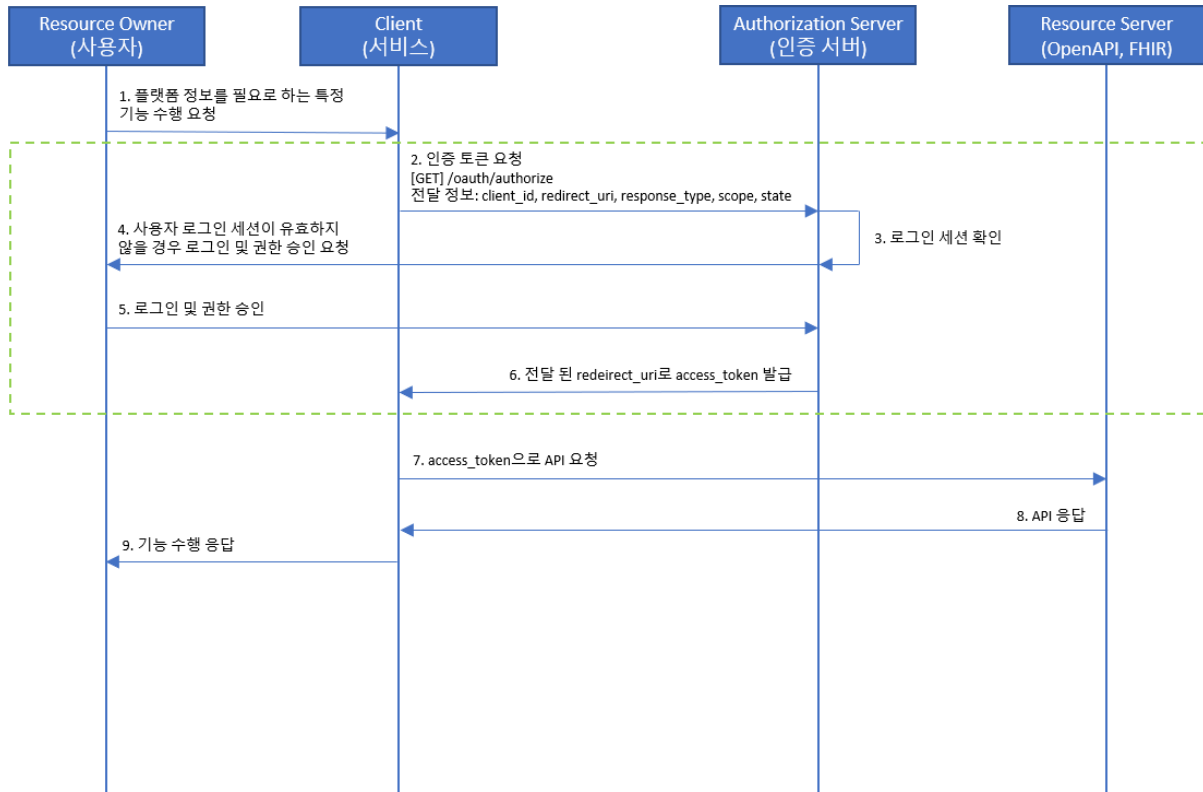 Resource Owner
(사용자)
Client
(서비스)
Authorization Server
(인증 서버)
Resource Server
(OpenAPI, FHIR)
1. 플랫폼 정보를 필요로 하는 특정
기능 수행 요청
2. 인증 토큰 요청
[GET] /oauth/authorize
전달 정보: client_id, redirect_uri, response_type, scope, state
3. 로그인 세션 확인
4. 사용자 로그인 세션이 유효하지
않을 경우 로그인 및 권한 승인 요청
5. 로그인 및 권한 승인
6. 전달 된 redeirect_uri로 access_token 발급
7. access_token으로 API 요청
8. API 응답
9. 기능 수행 응답